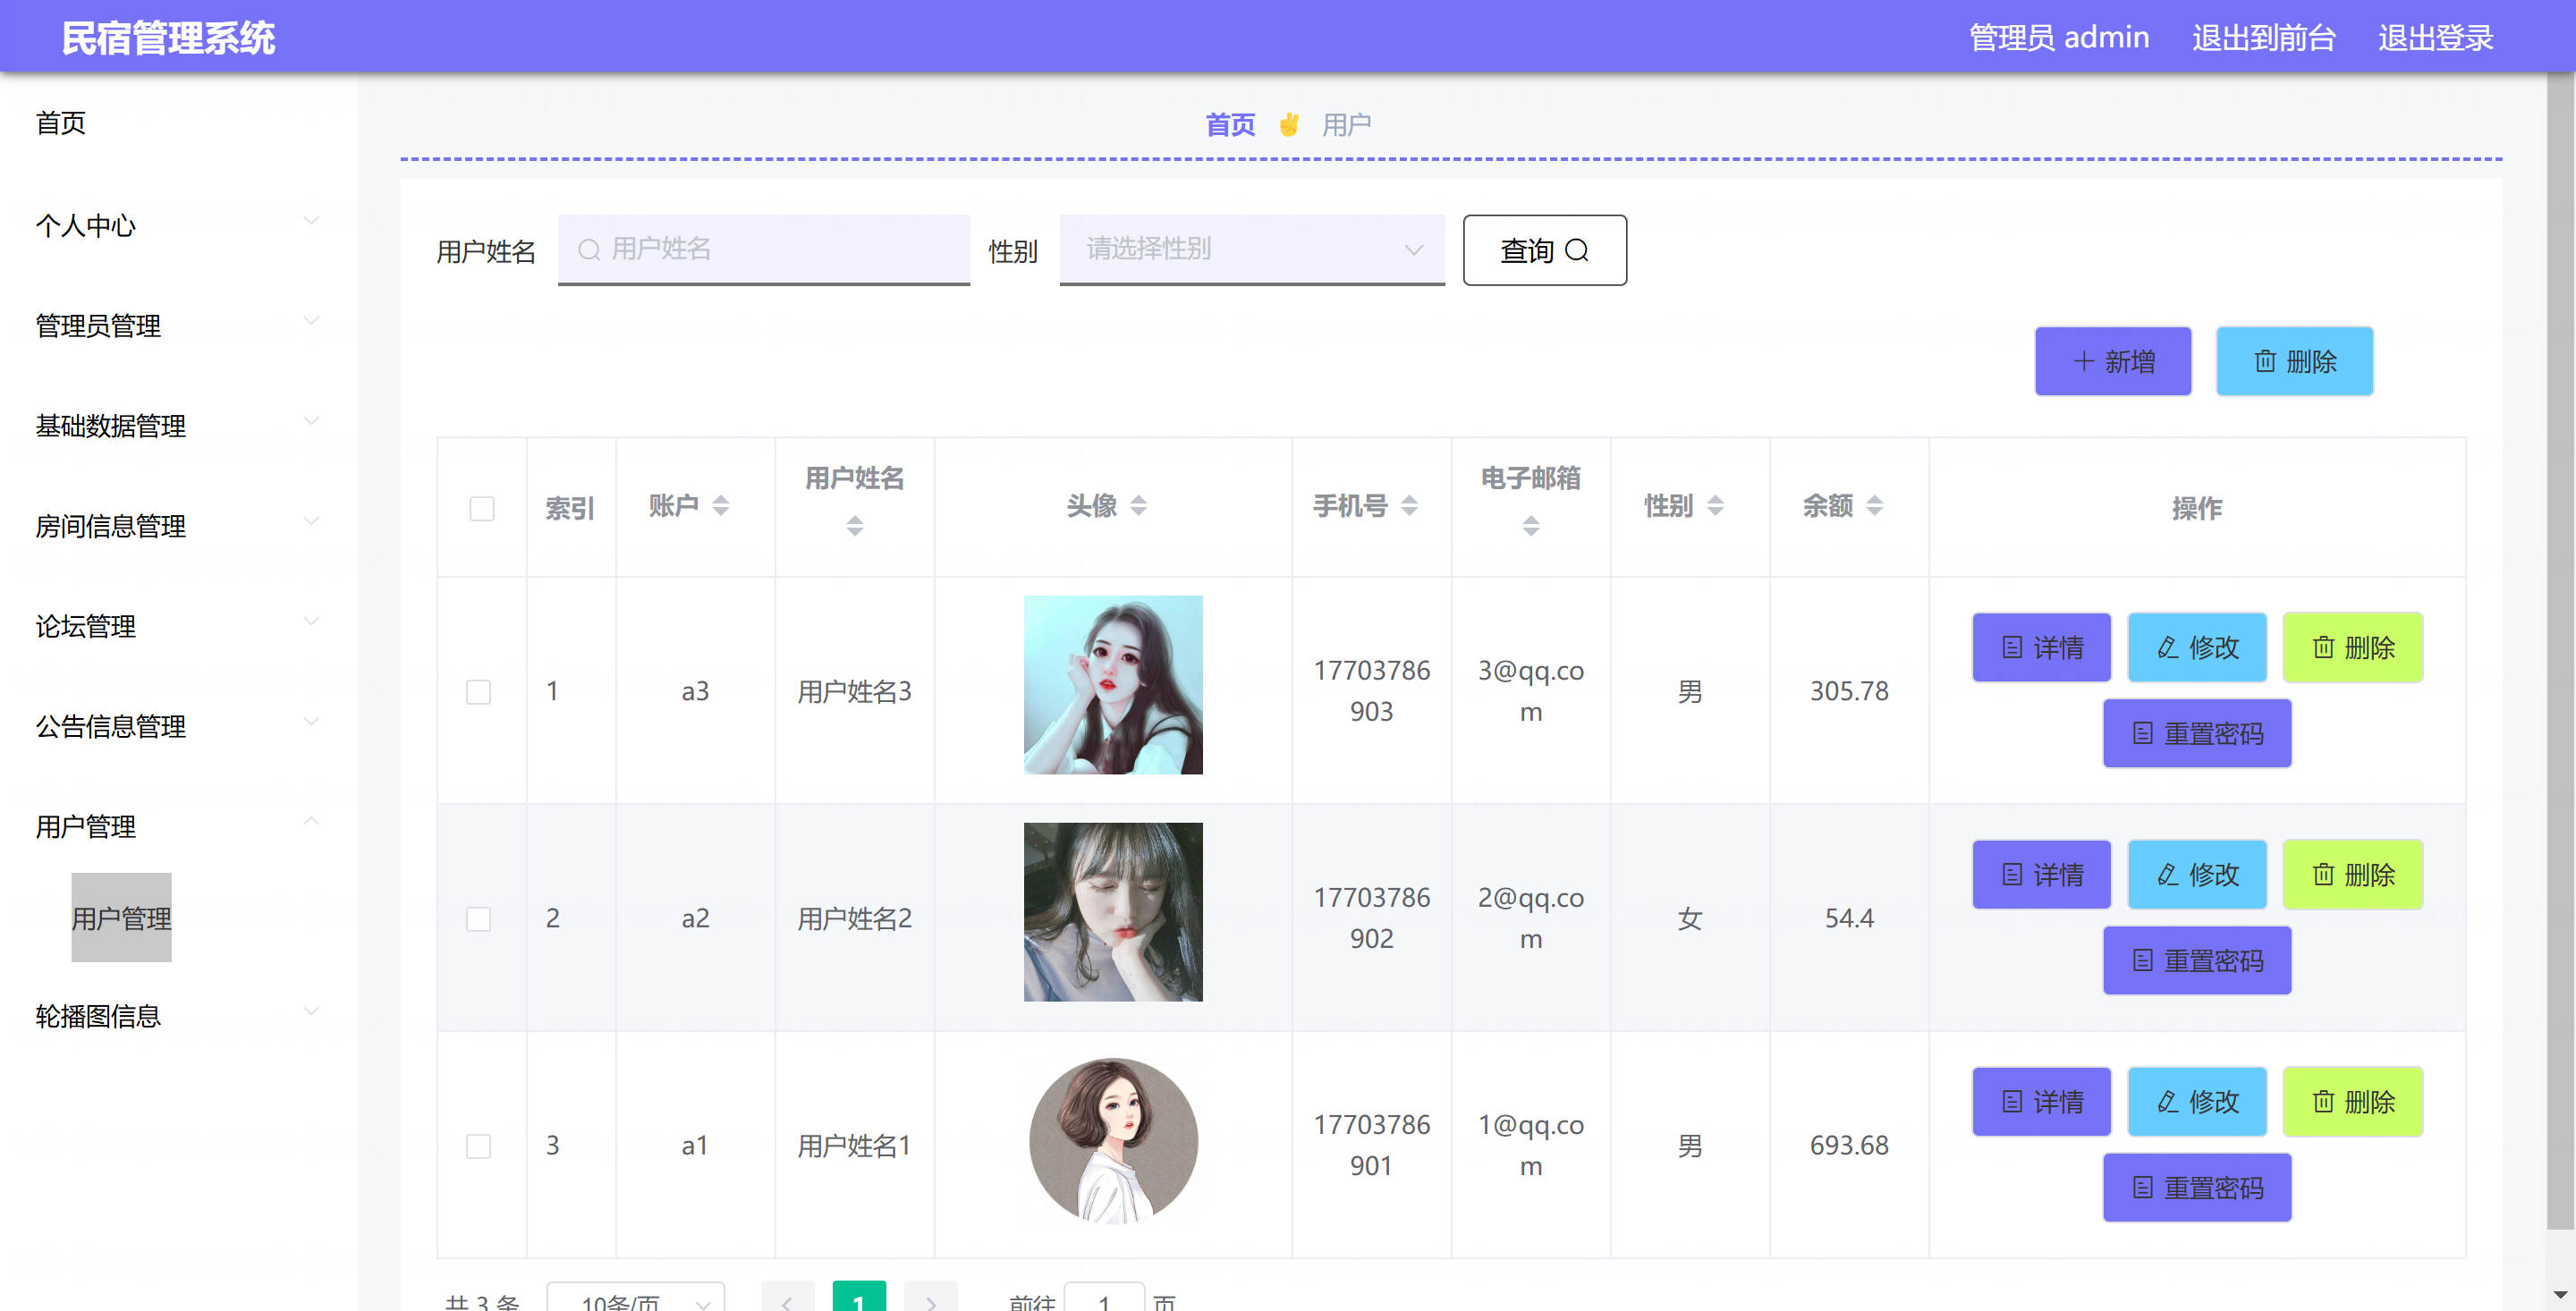 民宿管理系统
管理员 admin
退出到前台
退出登录
首页
个人中心
管理员管理
基础数据管理
房间信息管理
论坛管理
公告信息管理
用户管理
用户管理
轮播图信息
首页 ✌ 用户
用户姓名 用户姓名 性别 请选择性别 查询
新增 删除
索引 账户 用户姓名 头像 手机号 电子邮箱 性别 余额 操作
1 a3 用户姓名3 17703786903 3@qq.com 男 305.78 详情 修改 删除
重置密码
2 a2 用户姓名2 17703786902 2@qq.com 女 54.4 详情 修改 删除
重置密码
3 a1 用户姓名1 17703786901 1@qq.com 男 693.68 详情 修改 删除
重置密码
共 3 条 10条/页 1 前往 1 页